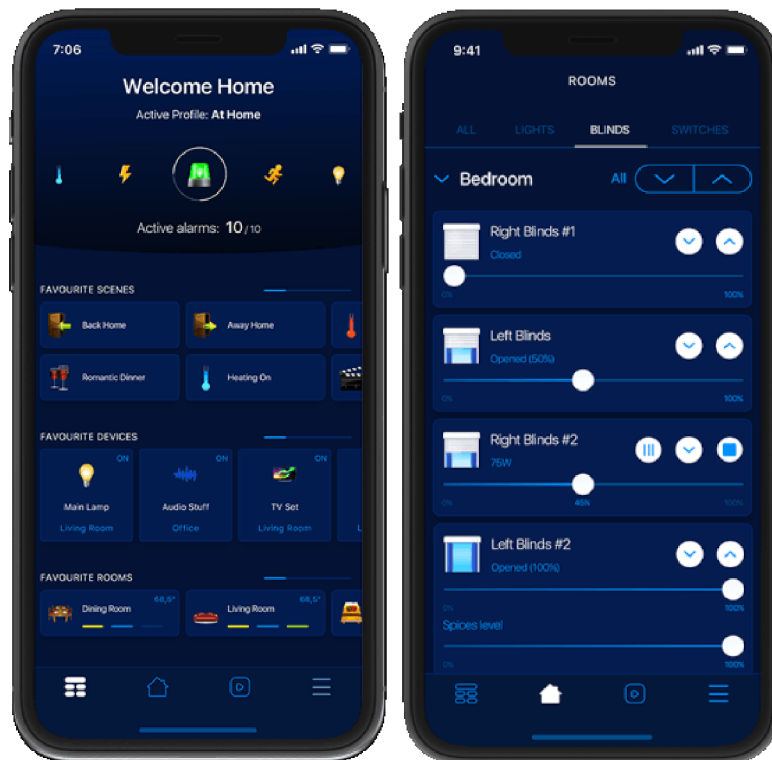 7:06
Welcome Home
Active Profile: At Home
Active alarms: 10 / 10
FAVOURITE SCENES
Back Home
Away Home
Romantic Dinner
Heating On
FAVOURITE DEVICES
ON
ON
ON
Main Lamp
Audio Stuff
TV Set
Living Room
Office
Living Room
L
FAVOURITE ROOMS
Dining Room
68,5°
Living Room
68,5°
9:41
ROOMS
ALL
LIGHTS
BLINDS
SWITCHES
Bedroom
All
Right Blinds #1
Closed
0%
100%
Left Blinds
Opened (50%)
0%
100%
Right Blinds #2
75W
0%
45%
100%
Left Blinds #2
Opened (100%)
0%
100%
Spices level
0%
100%